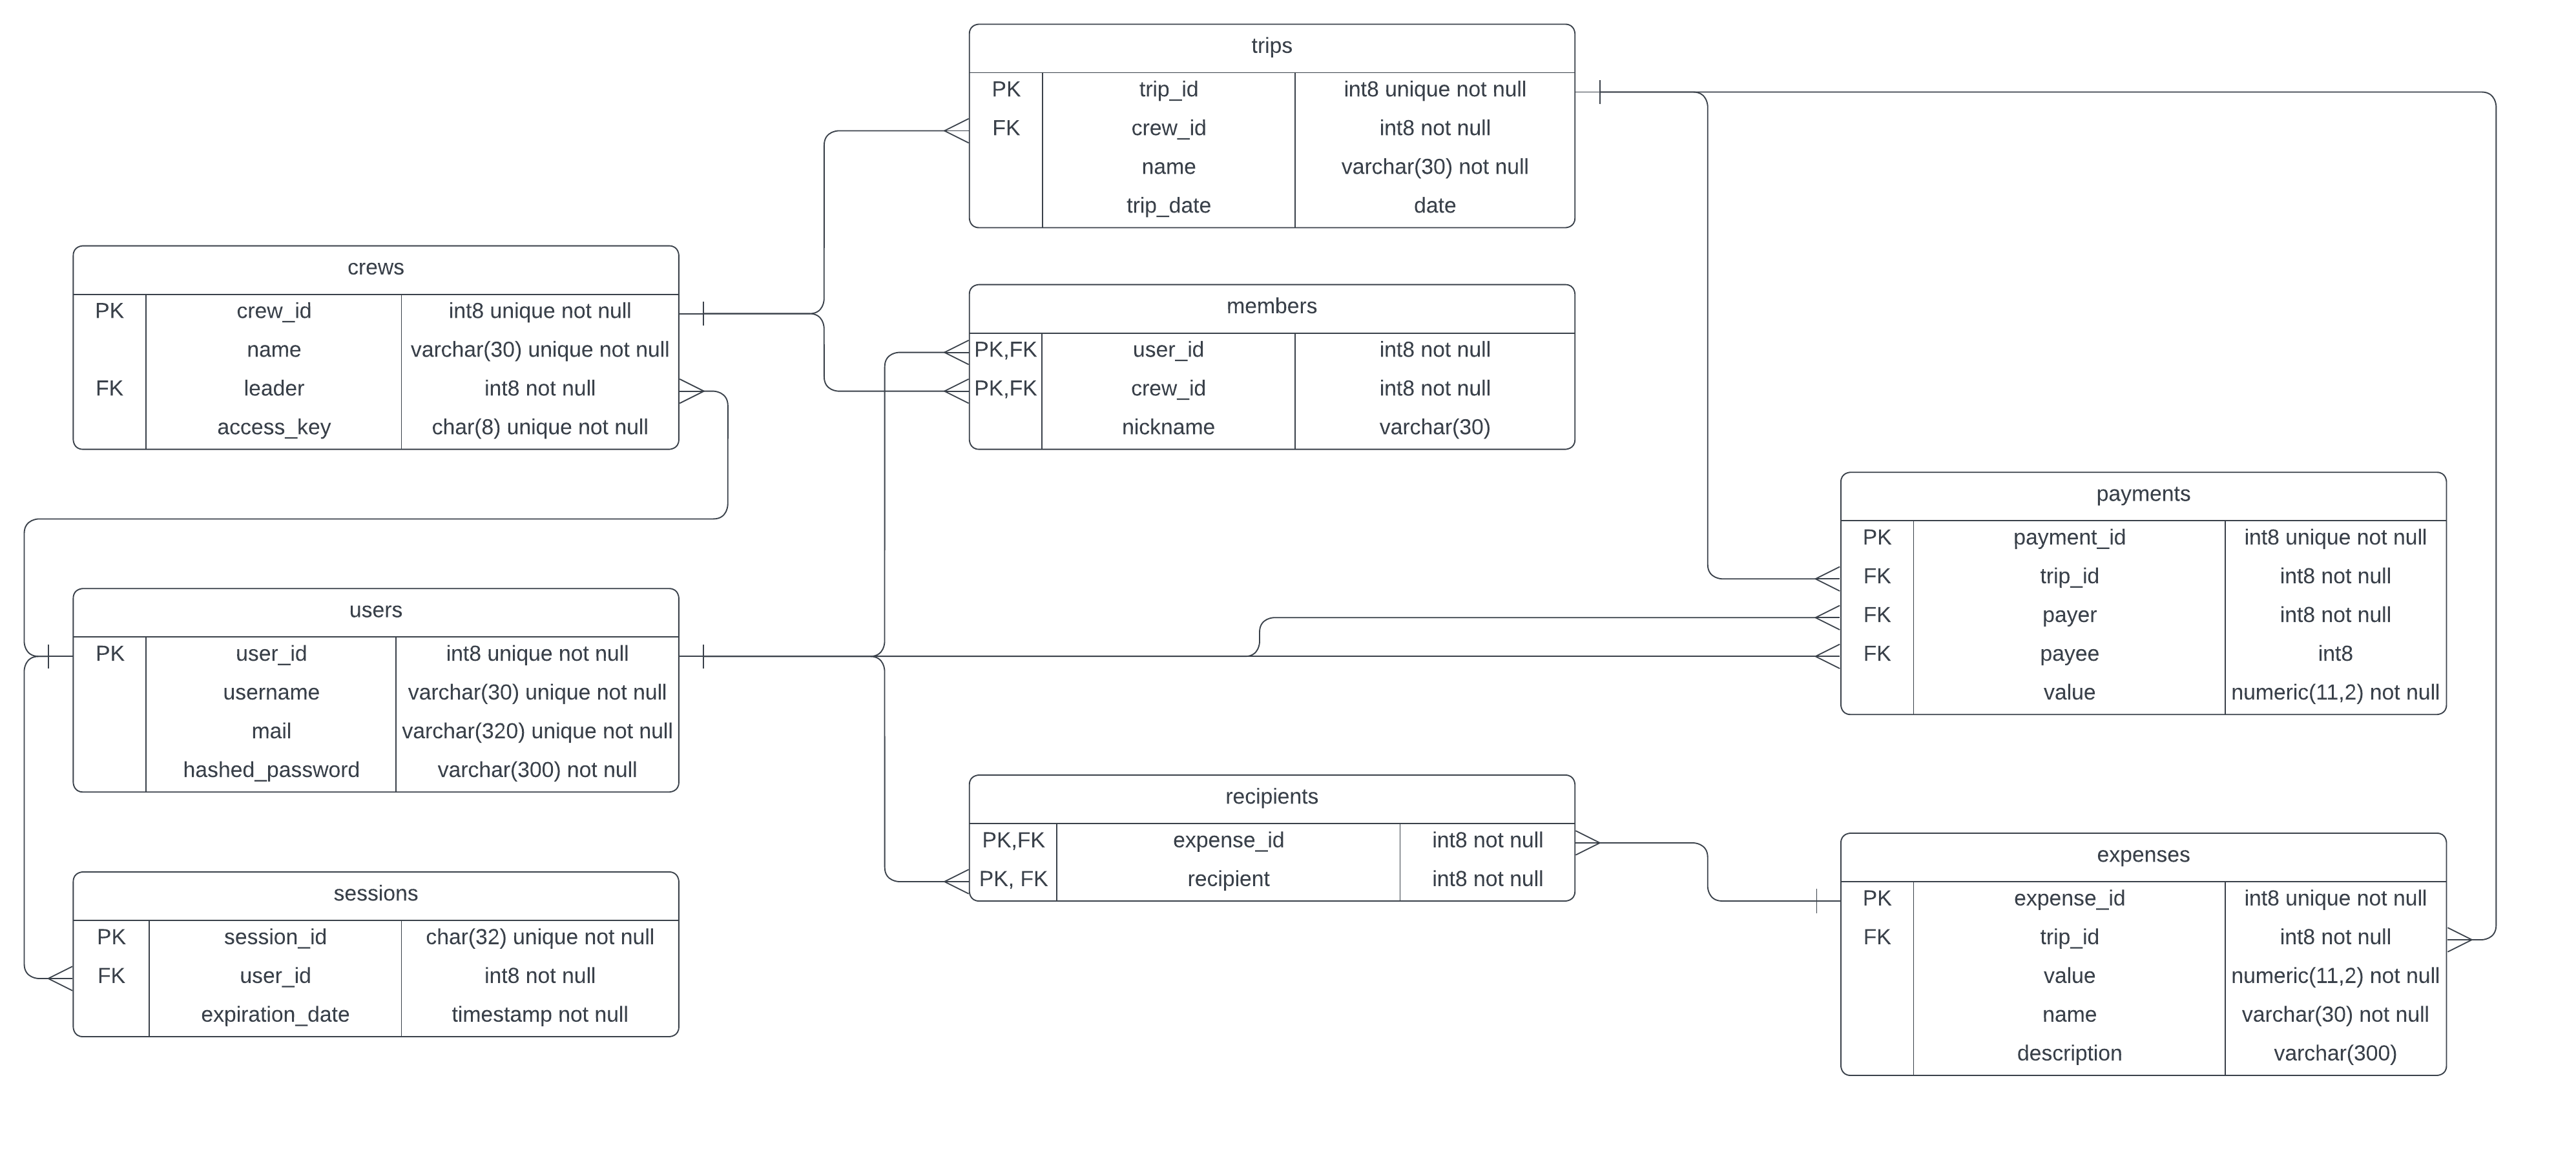 trips
PK trip_id int8 unique not null
FK crew_id int8 not null
name varchar(30) not null
trip_date date
crews
PK crew_id int8 unique not null
name varchar(30) unique not null
FK leader int8 not null
access_key char(8) unique not null
members
PK,FK user_id int8 not null
PK,FK crew_id int8 not null
nickname varchar(30)
payments
PK payment_id int8 unique not null
FK trip_id int8 not null
FK payer int8 not null
FK payee int8
value numeric(11,2) not null
users
PK user_id int8 unique not null
username varchar(30) unique not null
mail varchar(320) unique not null
hashed_password varchar(300) not null
recipients
PK,FK expense_id int8 not null
PK, FK recipient int8 not null
expenses
PK expense_id int8 unique not null
FK trip_id int8 not null
value numeric(11,2) not null
name varchar(30) not null
description varchar(300)
sessions
PK session_id char(32) unique not null
FK user_id int8 not null
expiration_date timestamp not null